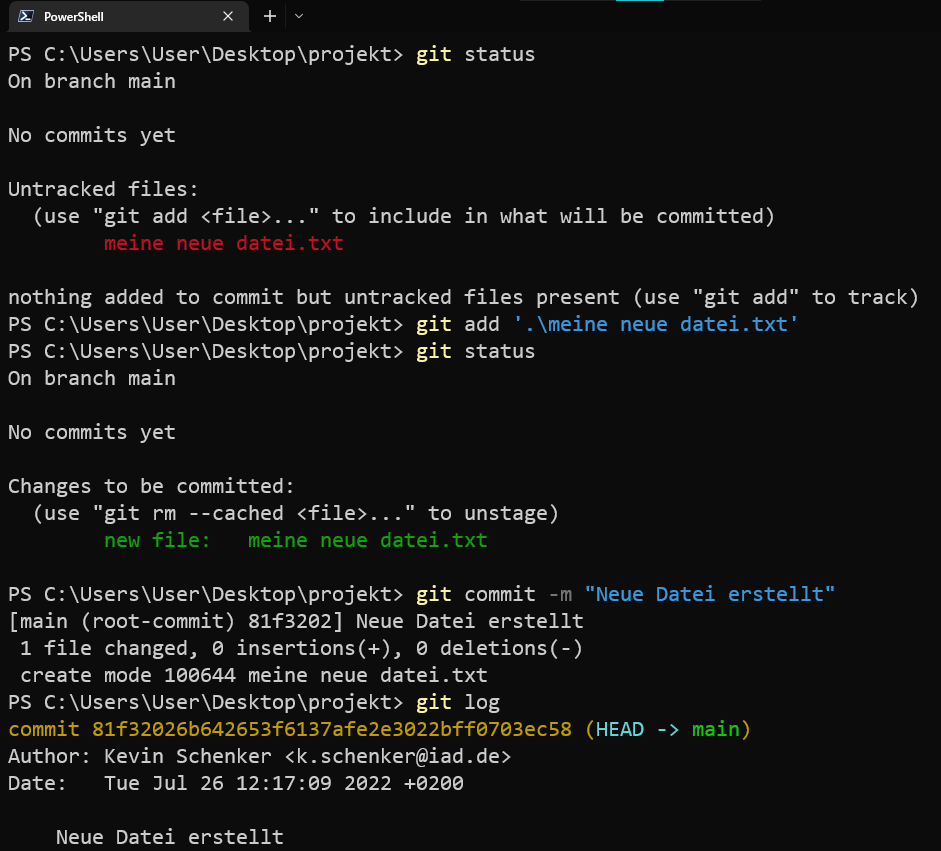 PowerShell
PS C:\Users\User\Desktop\projekt> git status
On branch main
No commits yet
Untracked files:
  (use "git add <file>..." to include in what will be committed)
        meine neue datei.txt
nothing added to commit but untracked files present (use "git add" to track)
PS C:\Users\User\Desktop\projekt> git add '.\meine neue datei.txt'
PS C:\Users\User\Desktop\projekt> git status
On branch main
No commits yet
Changes to be committed:
  (use "git rm --cached <file>..." to unstage)
        new file:   meine neue datei.txt
PS C:\Users\User\Desktop\projekt> git commit -m "Neue Datei erstellt"
[main (root-commit) 81f3202] Neue Datei erstellt
 1 file changed, 0 insertions(+), 0 deletions(-)
 create mode 100644 meine neue datei.txt
PS C:\Users\User\Desktop\projekt> git log
commit 81f32026b642653f6137afe2e3022bff0703ec58 (HEAD -> main)
Author: Kevin Schenker <k.schenker@iad.de>
Date:   Tue Jul 26 12:17:09 2022 +0200
    Neue Datei erstellt